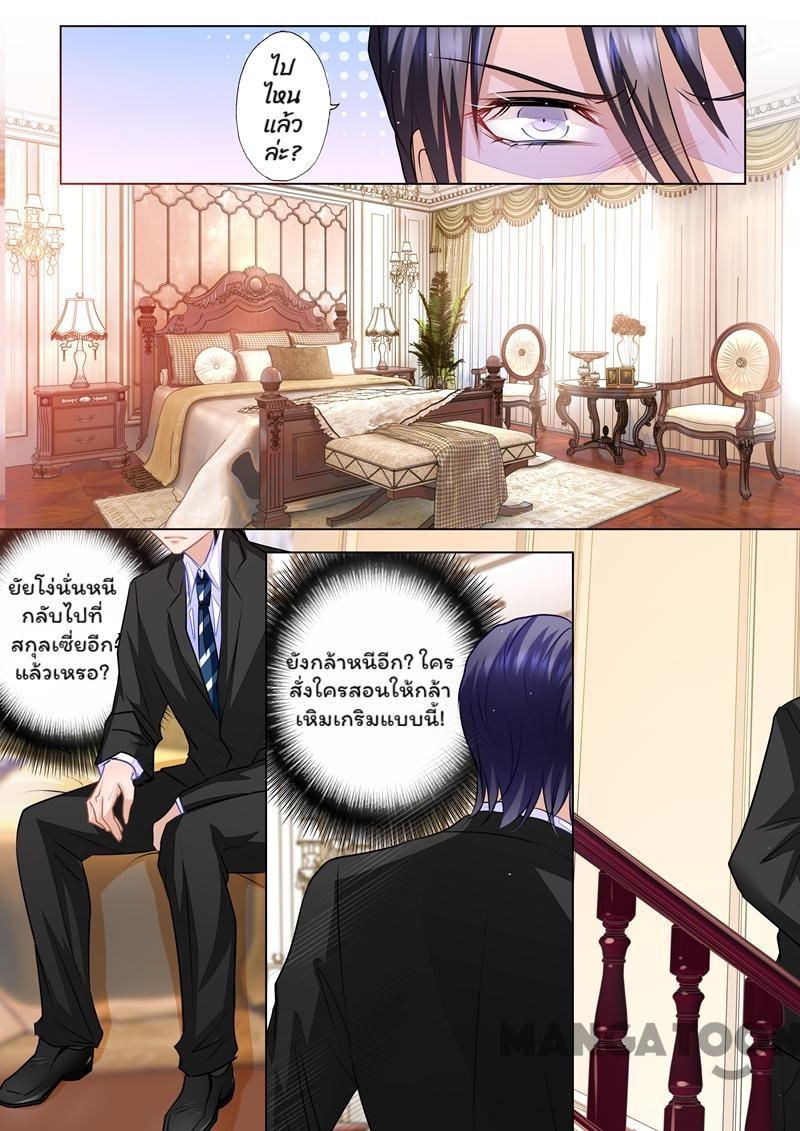 ไป
ไหน
แล้ว
ล่ะ?
ยัยโง่นั่นหนี
กลับไปที่
สกุลเซี่ยอีก
แล้วเหรอ?
ยังกล้าหนีอีก? ใคร
สั่งใครสอนให้กล้า
เหิมเกริมแบบนี้!
MANGATOON